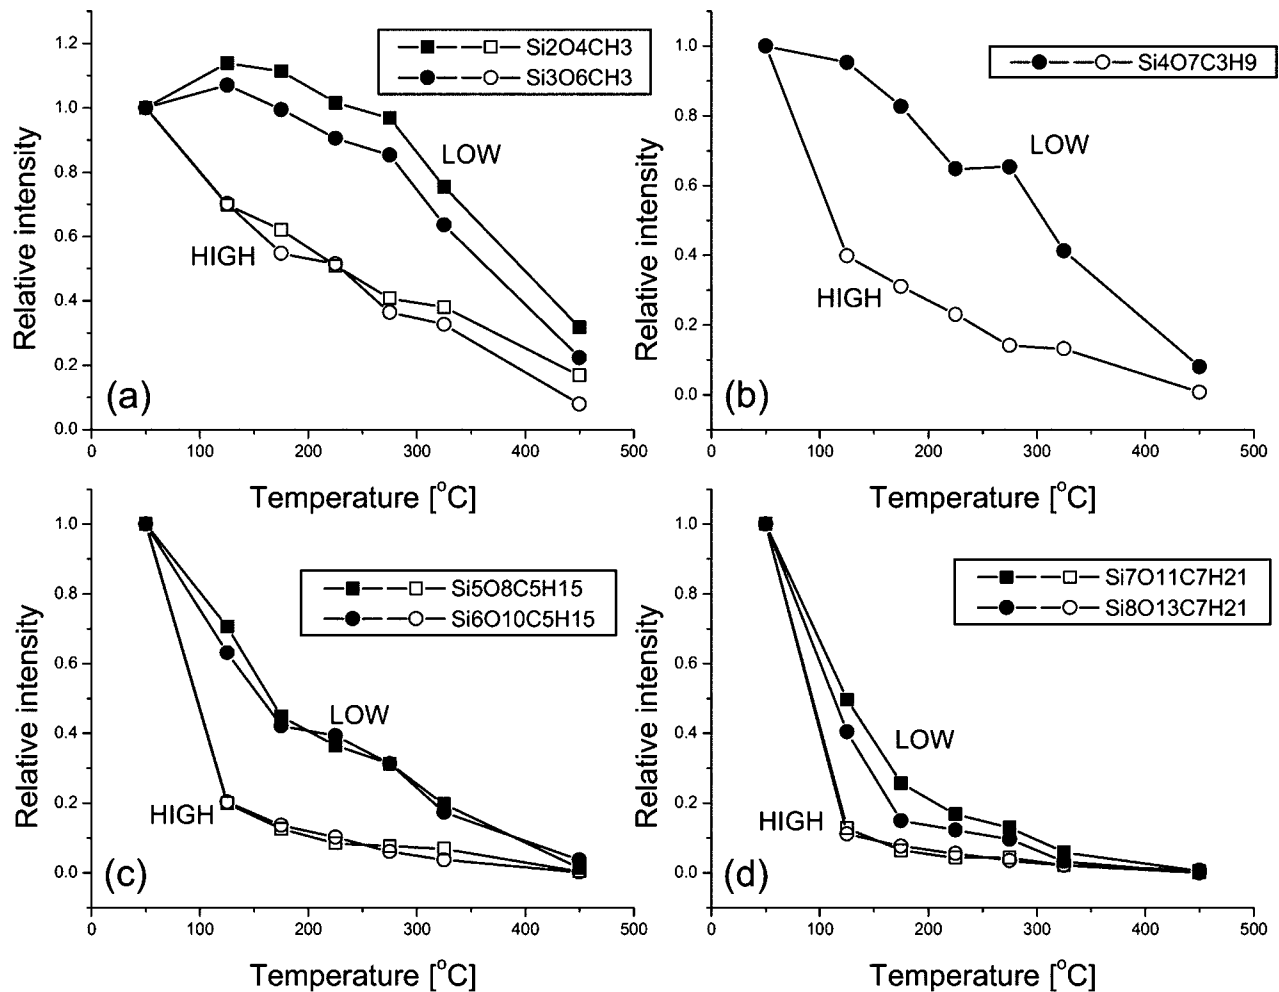 1.2
1.0
0.8
0.6
0.4
0.2
0.0
Relative intensity
Si2O4CH3
Si3O6CH3
LOW
HIGH
(a)
0 100 200 300 400 500
Temperature [°C]
1.0
0.8
0.6
0.4
0.2
0.0
Relative intensity
Si4O7C3H9
LOW
HIGH
(b)
0 100 200 300 400 500
Temperature [°C]
1.0
0.8
0.6
0.4
0.2
0.0
Relative intensity
Si5O8C5H15
Si6O10C5H15
LOW
HIGH
(c)
0 100 200 300 400 500
Temperature [°C]
1.0
0.8
0.6
0.4
0.2
0.0
Relative intensity
Si7O11C7H21
Si8O13C7H21
LOW
HIGH
(d)
0 100 200 300 400 500
Temperature [°C]